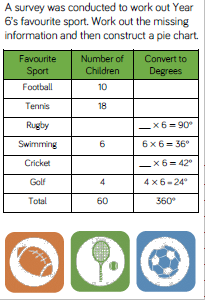 A survey was conducted to work out Year
6's favourite sport. Work out the missing
information and then construct a pie chart.
Favourite Sport Number of Children Convert to Degrees
Football 10
Tennis 18
Rugby __ × 6 = 90°
Swimming 6 6 × 6 = 36°
Cricket __ × 6 = 42°
Golf 4 4 × 6 = 24°
Total 60 360°